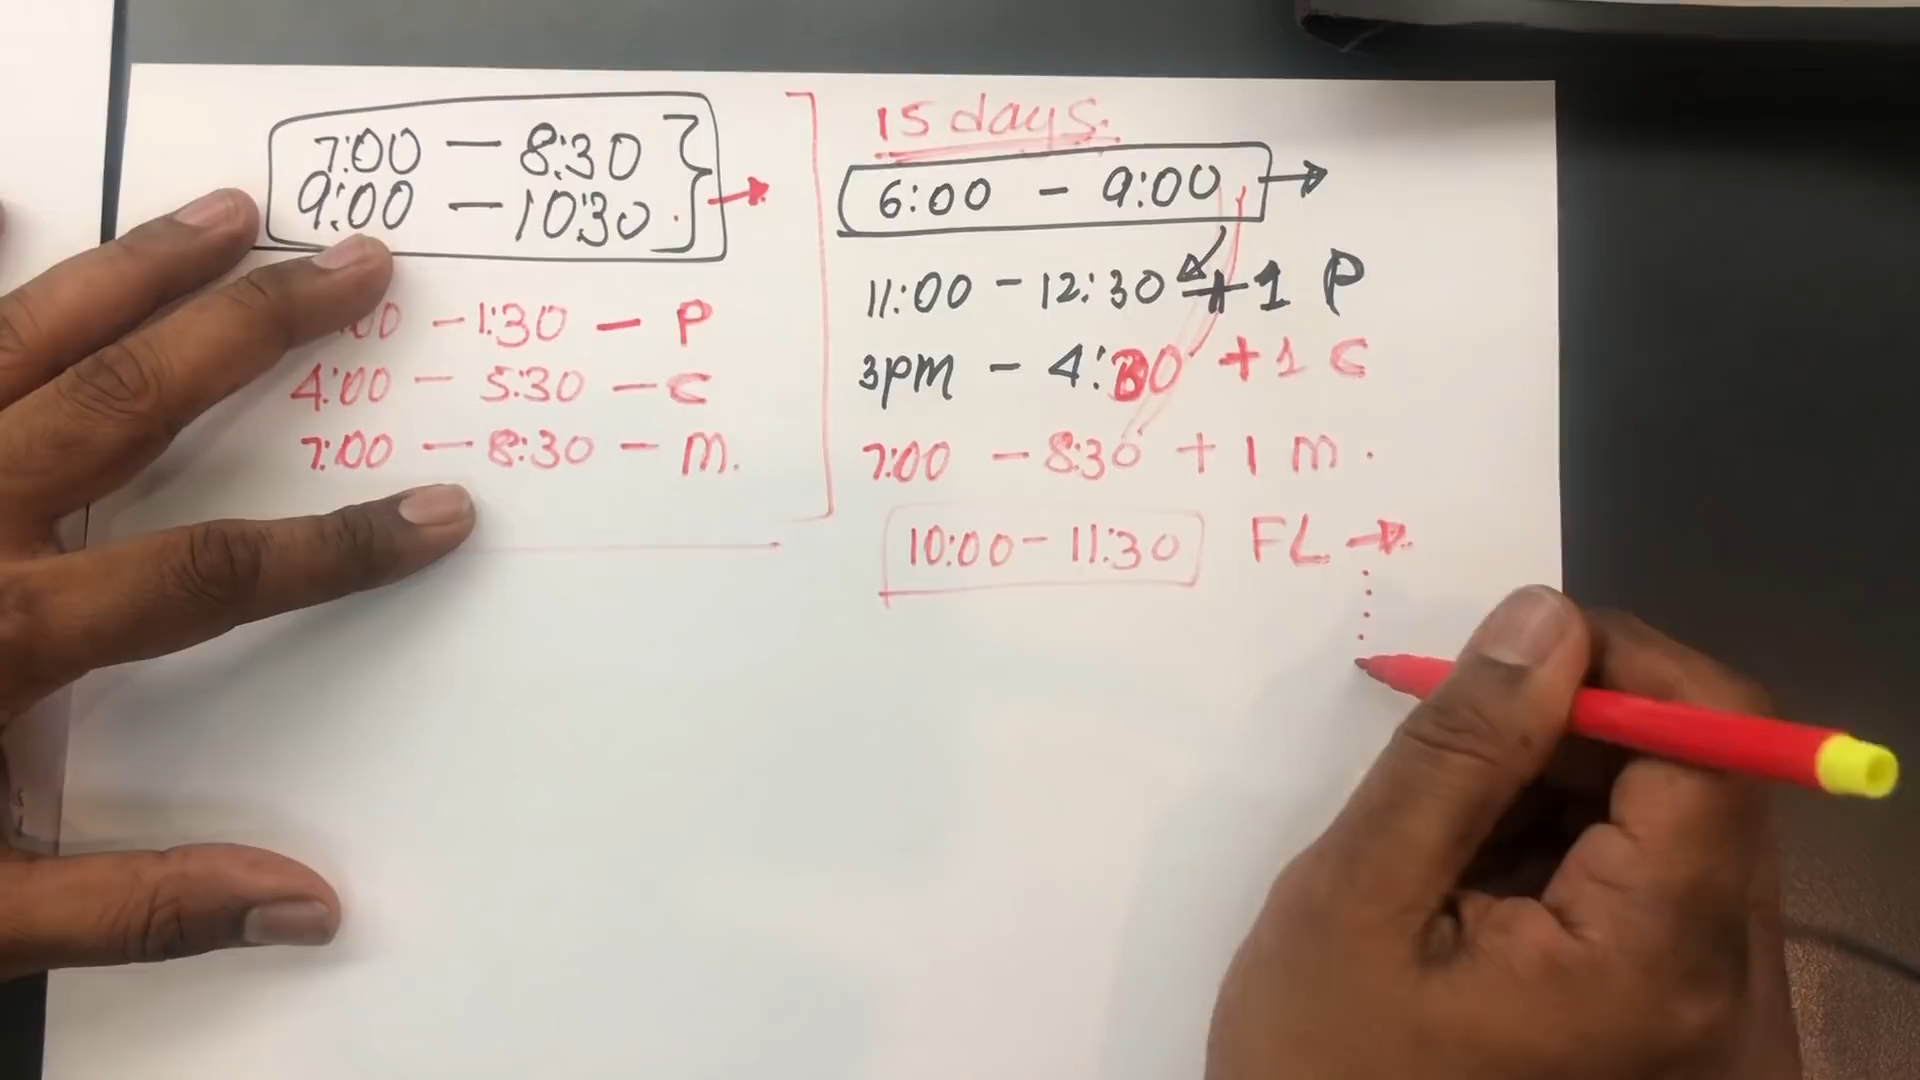 7:00 — 8:30
9:00 — 10:30
— 1:30 — P
4:00 — 5:30 — C
7:00 — 8:30 — M.
15 days.
6:00 - 9:00
11:00 - 12:30 +1 P
3pm - 4:30 +1 C
7:00 - 8:30 + 1 m.
10:00 - 11:30 FL